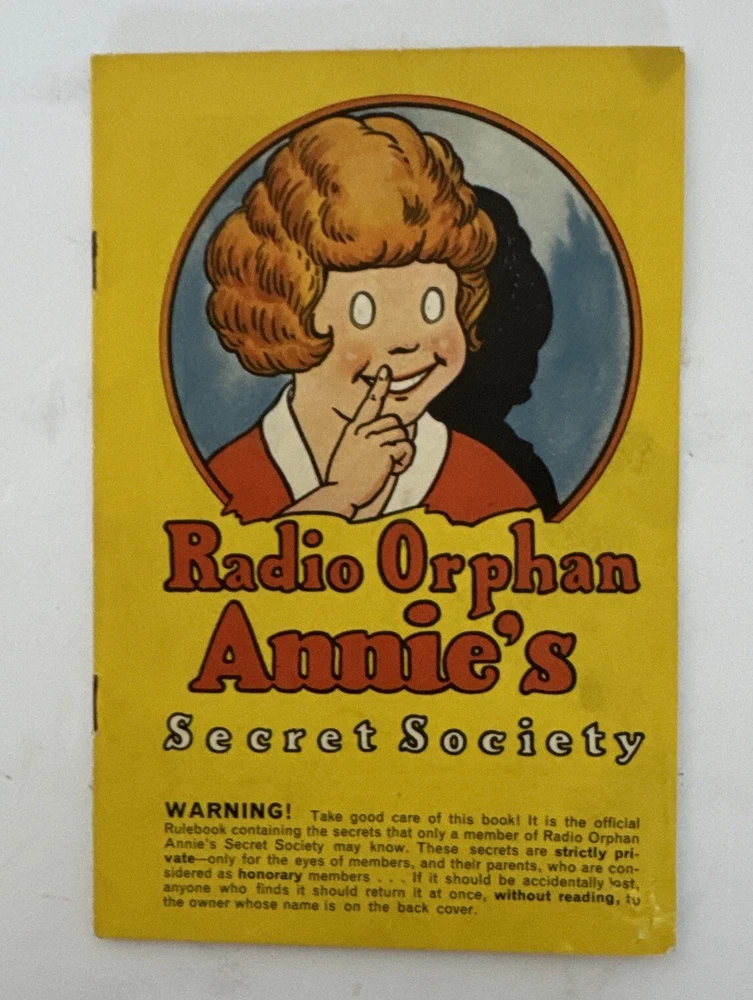 Radio Orphan
Annie's
Secret Society
WARNING! Take good care of this book! It is the official
Rulebook containing the secrets that only a member of Radio Orphan
Annie's Secret Society may know. These secrets are strictly pri-
vate—only for the eyes of members, and their parents, who are con-
sidered as honorary members . . . If it should be accidentally lost,
anyone who finds it should return it at once, without reading, to
the owner whose name is on the back cover.